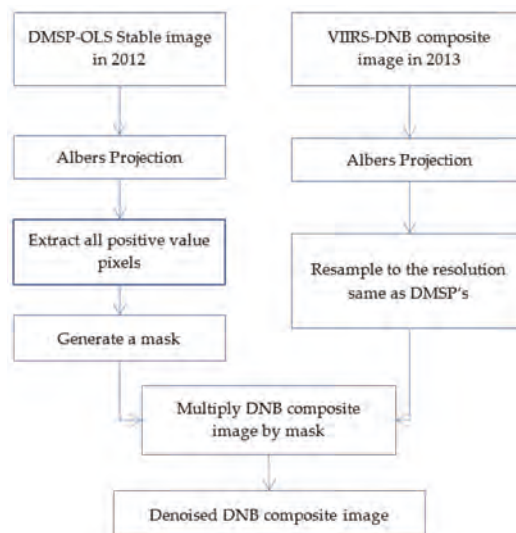 DMSP-OLS Stable image
in 2012
VIIRS-DNB composite
image in 2013
Albers Projection
Albers Projection
Extract all positive value
pixels
Resample to the resolution
same as DMSP's
Generate a mask
Multiply DNB composite
image by mask
Denoised DNB composite image